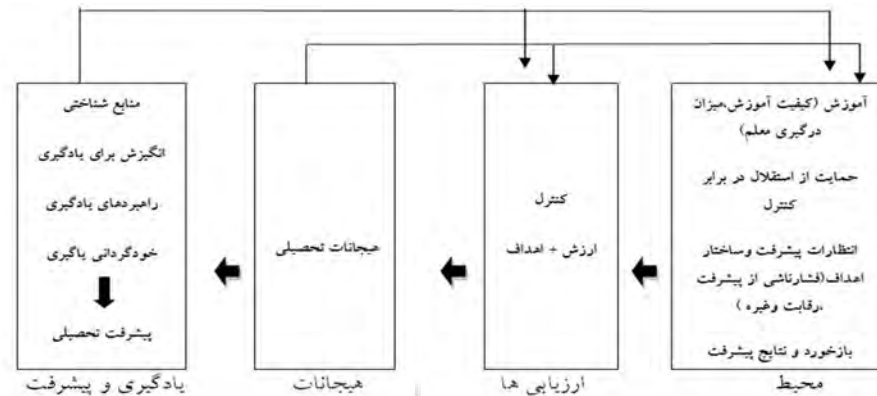 آموزش (کیفیت آموزش،میزان
درگیری معلم)
حمایت از استقلال در برابر
کنترل
انتظارات پیشرفت وساختار
اهداف(فشارناشی از پیشرفت
،رقابت وغیره )
بازخورد و نتایج پیشرفت
محیط
کنترل
ارزش + اهداف
ارزیابی ها
هیجانات تحصیلی
هیجانات
منابع شناختی
انگیزش برای یادگیری
راهبردهای یادگیری
خودگردانی یاگیری
پیشرفت تحصیلی
یادگیری و پیشرفت